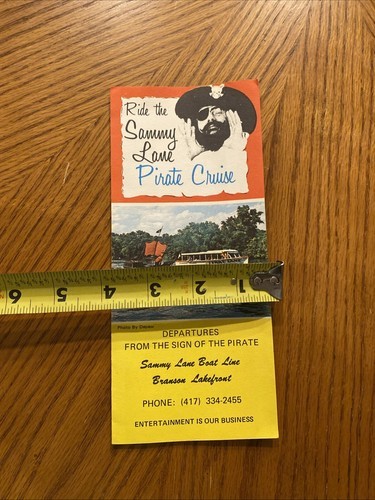 Ride the
Sammy
Lane
Pirate Cruise
6 5 4 3 2 1
Photo By Dieken
DEPARTURES
FROM THE SIGN OF THE PIRATE
Sammy Lane Boat Line
Branson Lakefront
PHONE: (417) 334-2455
ENTERTAINMENT IS OUR BUSINESS